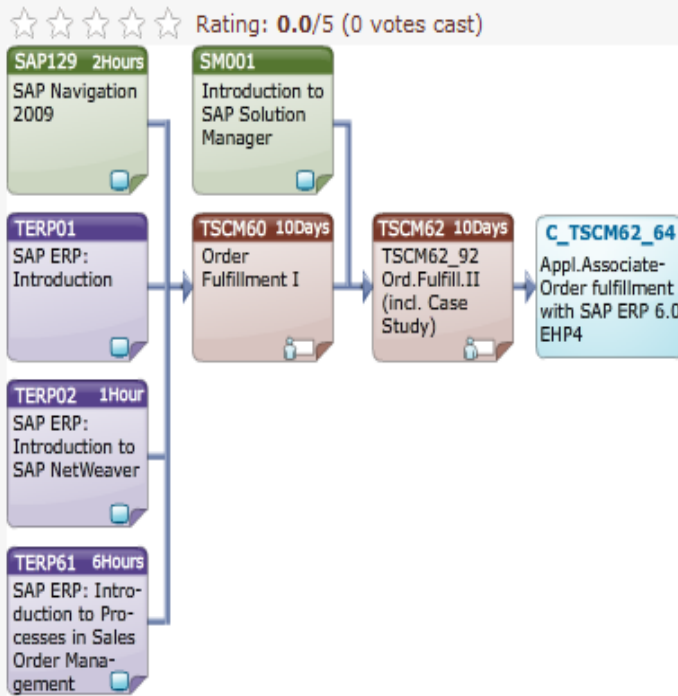 Rating: 0.0/5 (0 votes cast)
SAP129 2Hours
SAP Navigation
2009
SM001
Introduction to
SAP Solution
Manager
TERP01
SAP ERP:
Introduction
TSCM60 10Days
Order
Fulfillment I
TSCM62 10Days
TSCM62_92
Ord.Fulfill.II
(incl. Case
Study)
C_TSCM62_64
Appl.Associate-
Order fulfillment
with SAP ERP 6.0
EHP4
TERP02 1Hour
SAP ERP:
Introduction to
SAP NetWeaver
TERP61 6Hours
SAP ERP: Intro-
duction to Pro-
cesses in Sales
Order Mana-
gement